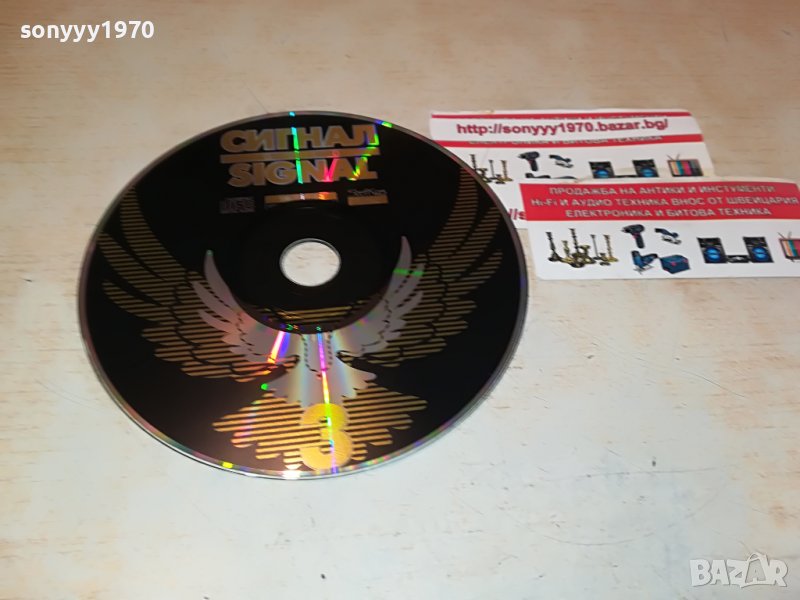 sonyyy1970
СИГНАЛ
SIGNAL
3
http://sonyyy1970.bazar.bg/
ПРОДАЖБА НА АНТИКИ И ИНСТУМЕНТИ
Hi-Fi И АУДИО ТЕХНИКА ВНОС ОТ ШВЕЙЦАРИЯ
ЕЛЕКТРОНИКА И БИТОВА ТЕХНИКА
BAZAR